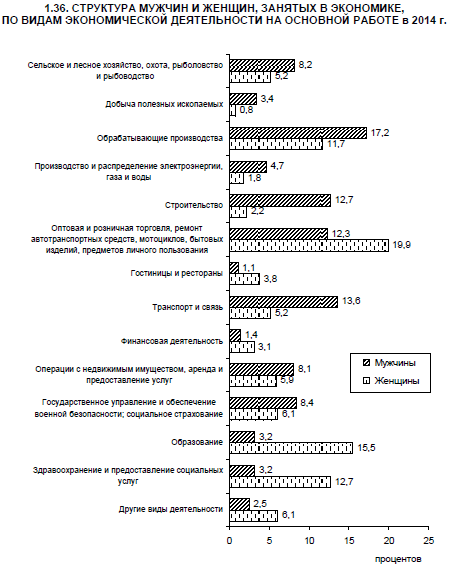 1.36. СТРУКТУРА МУЖЧИН И ЖЕНЩИН, ЗАНЯТЫХ В ЭКОНОМИКЕ,
ПО ВИДАМ ЭКОНОМИЧЕСКОЙ ДЕЯТЕЛЬНОСТИ НА ОСНОВНОЙ РАБОТЕ в 2014 г.
Сельское и лесное хозяйство, охота, рыболовство
и рыбоводство
8,2
5,2
Добыча полезных ископаемых
3,4
0,8
Обрабатывающие производства
17,2
11,7
Производство и распределение электроэнергии,
газа и воды
4,7
1,8
Строительство
12,7
2,2
Оптовая и розничная торговля, ремонт
автотранспортных средств, мотоциклов, бытовых
изделий, предметов личного пользования
12,3
19,9
Гостиницы и рестораны
1,1
3,8
Транспорт и связь
13,6
5,2
Финансовая деятельность
1,4
3,1
Операции с недвижимым имуществом, аренда и
предоставление услуг
8,1
5,9
Государственное управление и обеспечение
военной безопасности; социальное страхование
8,4
6,1
Образование
3,2
15,5
Здравоохранение и предоставление социальных
услуг
3,2
12,7
Другие виды деятельности
2,5
6,1
Мужчины
Женщины
0 5 10 15 20 25
процентов